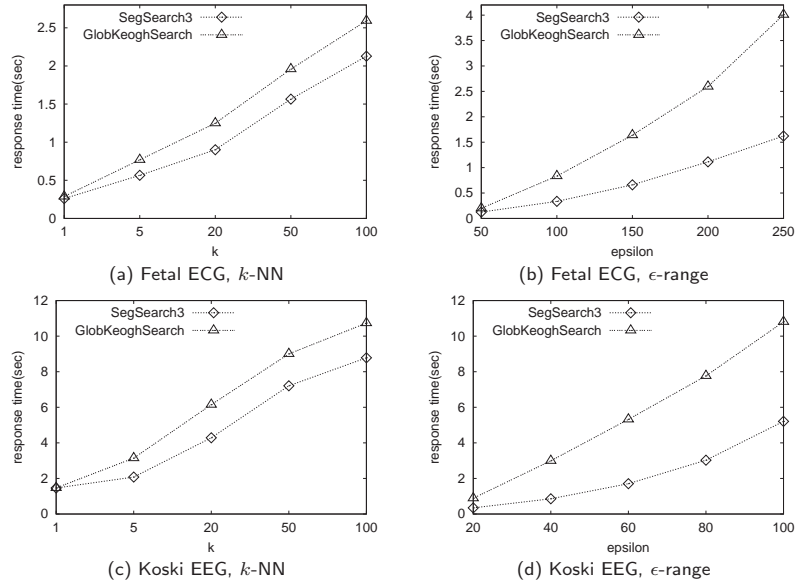 SegSearch3
GlobKeoghSearch
response time(sec)
2.5
2
1.5
1
0.5
0
1 5 20 50 100
k
(a) Fetal ECG, k-NN
SegSearch3
GlobKeoghSearch
response time(sec)
4
3.5
3
2.5
2
1.5
1
0.5
0
50 100 150 200 250
epsilon
(b) Fetal ECG, ϵ-range
SegSearch3
GlobKeoghSearch
response time(sec)
12
10
8
6
4
2
0
1 5 20 50 100
k
(c) Koski EEG, k-NN
SegSearch3
GlobKeoghSearch
response time(sec)
12
10
8
6
4
2
0
20 40 60 80 100
epsilon
(d) Koski EEG, ϵ-range